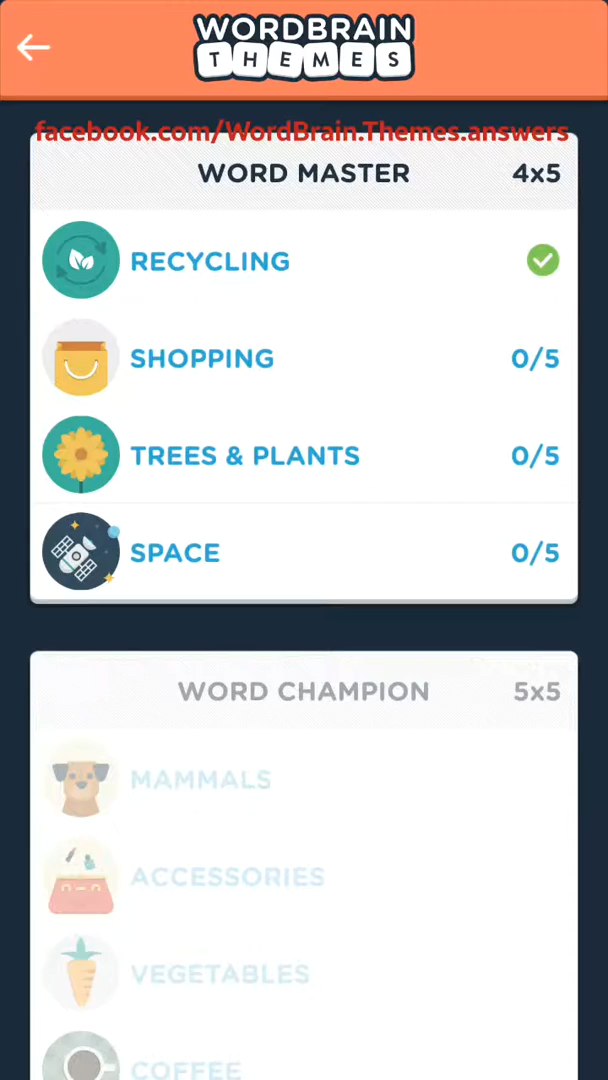 WORDBRAIN
THEMES
facebook.com/WordBrain.Themes.answers
WORD MASTER 4x5
RECYCLING
SHOPPING 0/5
TREES & PLANTS 0/5
SPACE 0/5
WORD CHAMPION 5x5
MAMMALS
ACCESSORIES
VEGETABLES
COFFEE